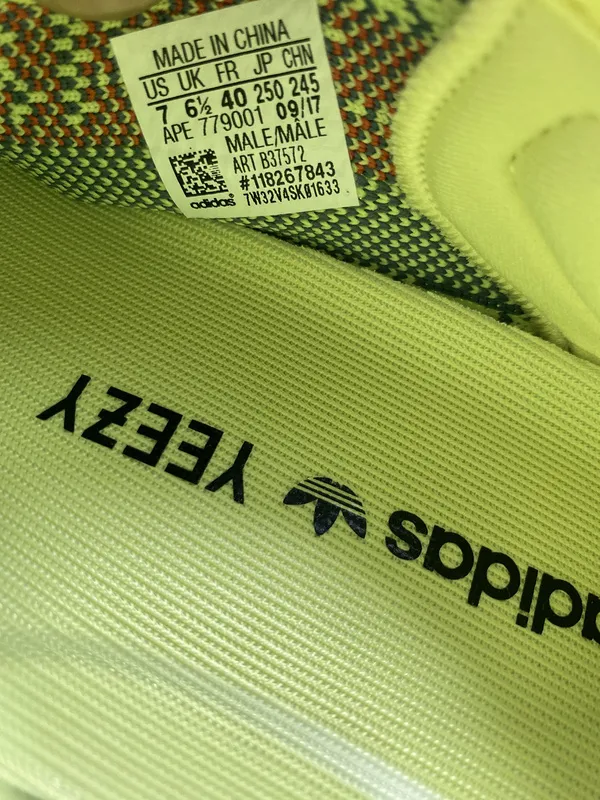 MADE IN CHINA
US UK FR JP CHN
7 6½ 40 250 245
APE 779001 09/17
MALE/MÂLE
ART B37572
#118267843
7W32V4SKØ1633
adidas
adidas YEEZY